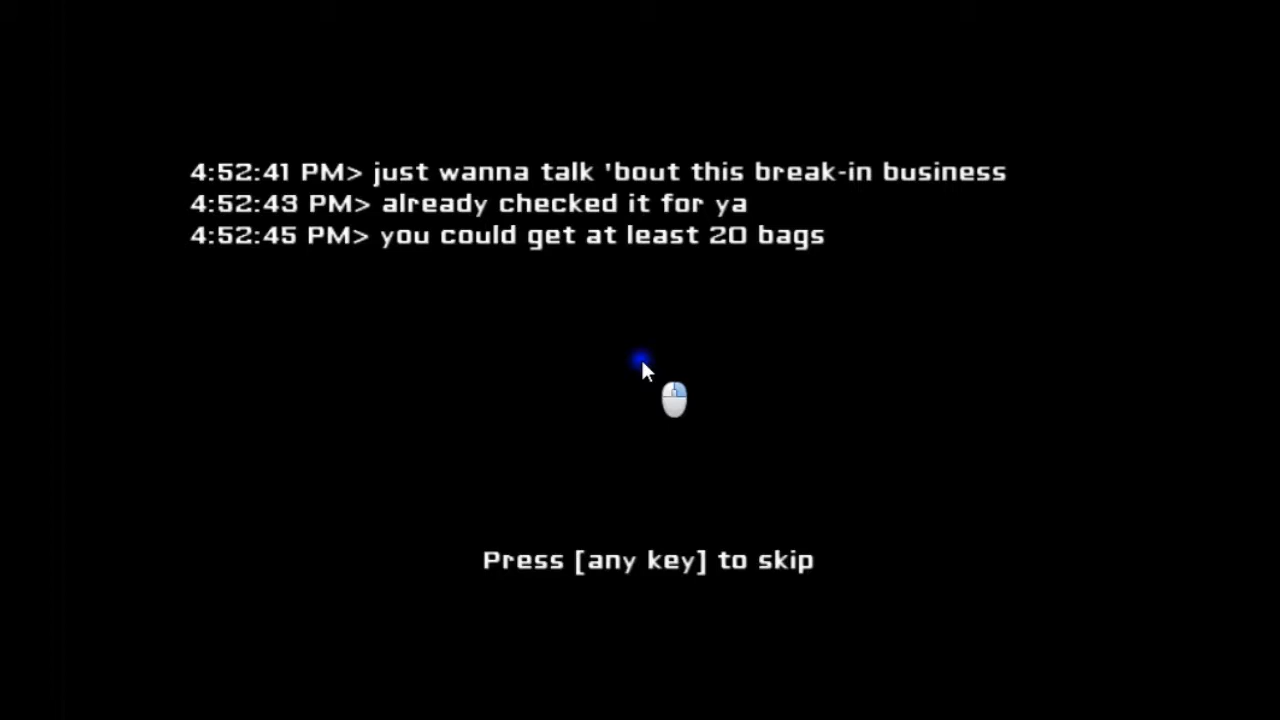 4:52:41 PM> just wanna talk 'bout this break-in business
4:52:43 PM> already checked it for ya
4:52:45 PM> you could get at least 20 bags
Press [any key] to skip